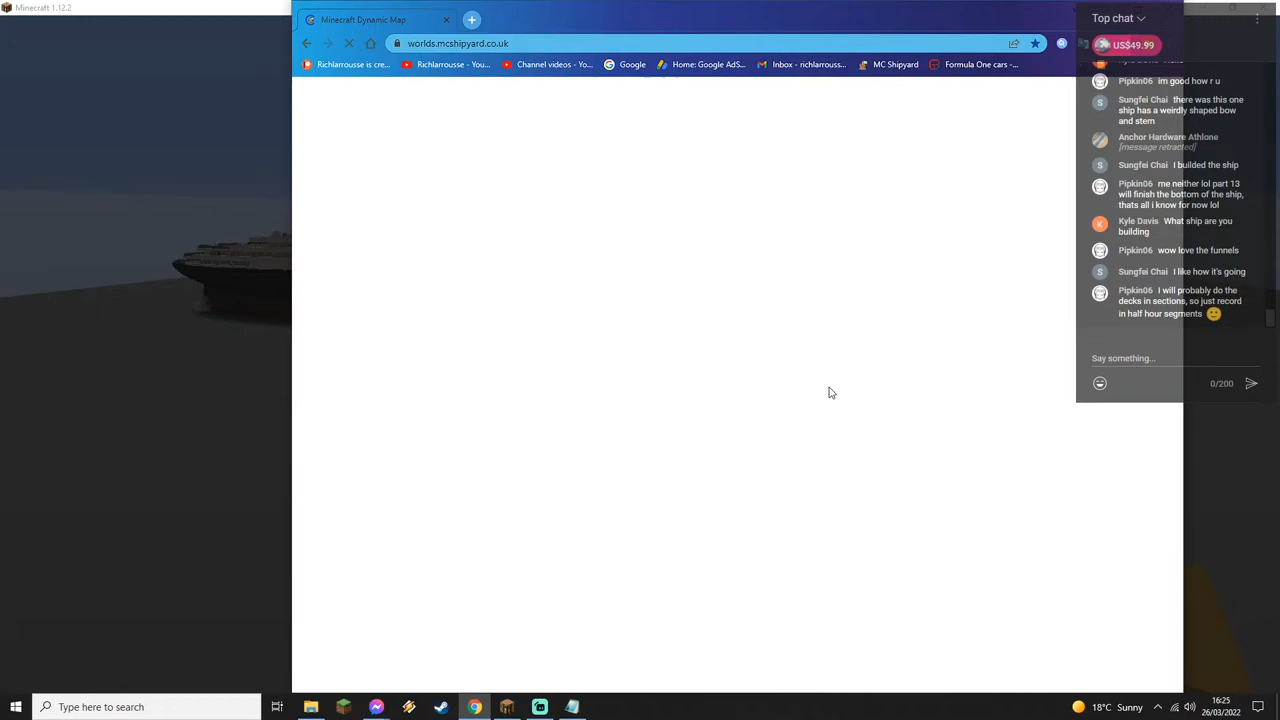 Minecraft 1.12.2
Minecraft Dynamic Map
worlds.mcshipyard.co.uk
Richlarrousse is cre...
Richlarrousse - You...
Channel videos - Yo...
Google
Home: Google AdS...
Inbox - richlarrouss...
MC Shipyard
Formula One cars -...
Top chat
US$49.99
Pipkin06 im good how r u
Sungfei Chai there was this one
ship has a weirdly shaped bow
and stern
Anchor Hardware Athlone
[message retracted]
Sungfei Chai I builded the ship
Pipkin06 me neither lol part 13
will finish the bottom of the ship,
thats all i know for now lol
Kyle Davis What ship are you
building
Pipkin06 wow love the funnels
Sungfei Chai I like how it's going
Pipkin06 I will probably do the
decks in sections, so just record
in half hour segments
Say something...
0/200
Type here to search
18°C Sunny
16:25
26/03/2022